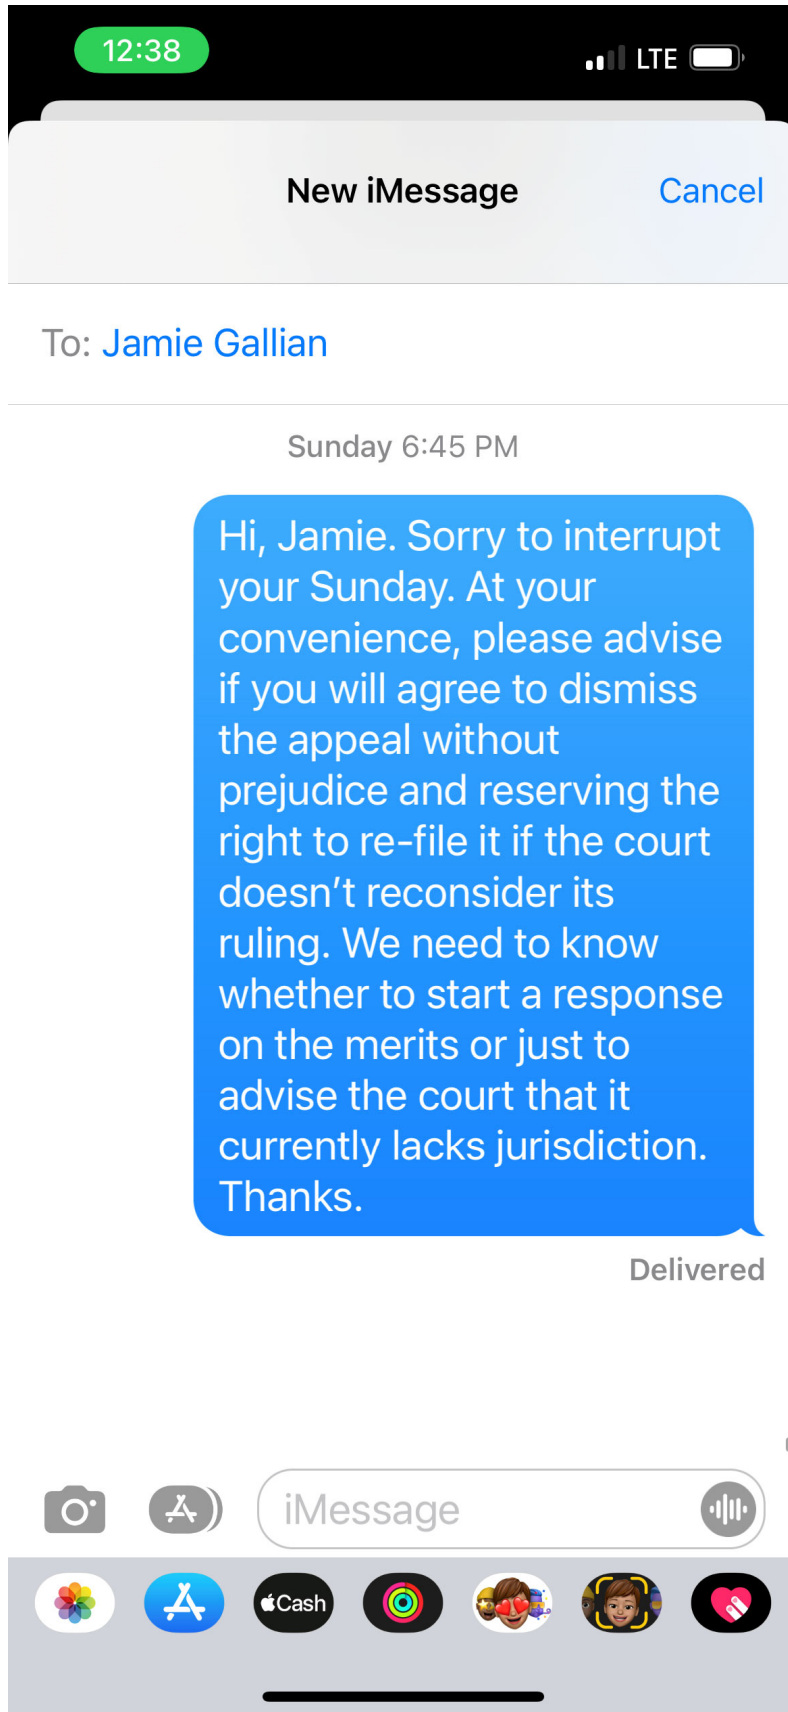 12:38
LTE
New iMessage
Cancel
To: Jamie Gallian
Sunday 6:45 PM
Hi, Jamie. Sorry to interrupt
your Sunday. At your
convenience, please advise
if you will agree to dismiss
the appeal without
prejudice and reserving the
right to re-file it if the court
doesn't reconsider its
ruling. We need to know
whether to start a response
on the merits or just to
advise the court that it
currently lacks jurisdiction.
Thanks.
Delivered
iMessage
Cash